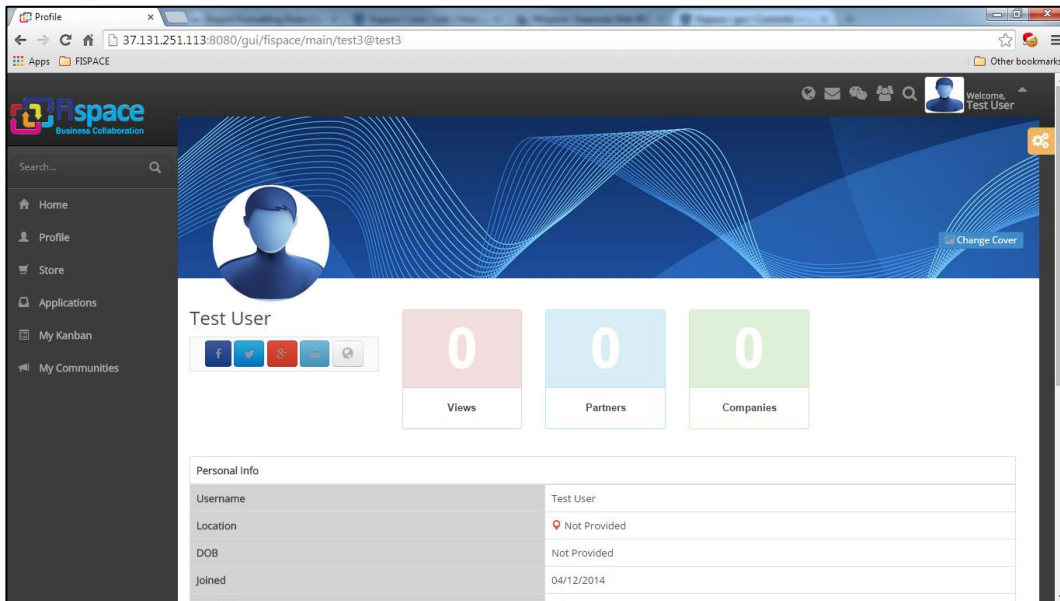 Profile
37.131.251.113:8080/gui/fispace/main/test3@test3
Apps FISPACE Other bookmarks
FIspace
Business Collaboration
Welcome,
Test User
Search...
Home
Profile
Store
Applications
My Kanban
My Communities
Change Cover
Test User
0 0 0
Views Partners Companies
Personal Info
Username Test User
Location Not Provided
DOB Not Provided
Joined 04/12/2014